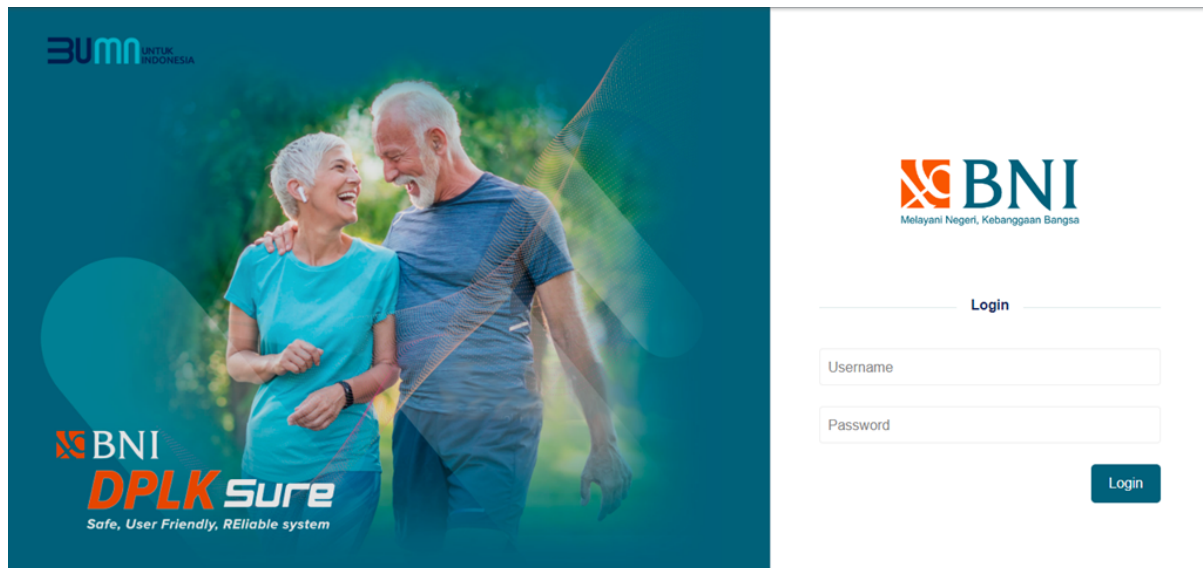 BUMN UNTUK
INDONESIA
BNI
DPLK Sure
Safe, User Friendly, REliable system
BNI
Melayani Negeri, Kebanggaan Bangsa
Login
Username
Password
Login